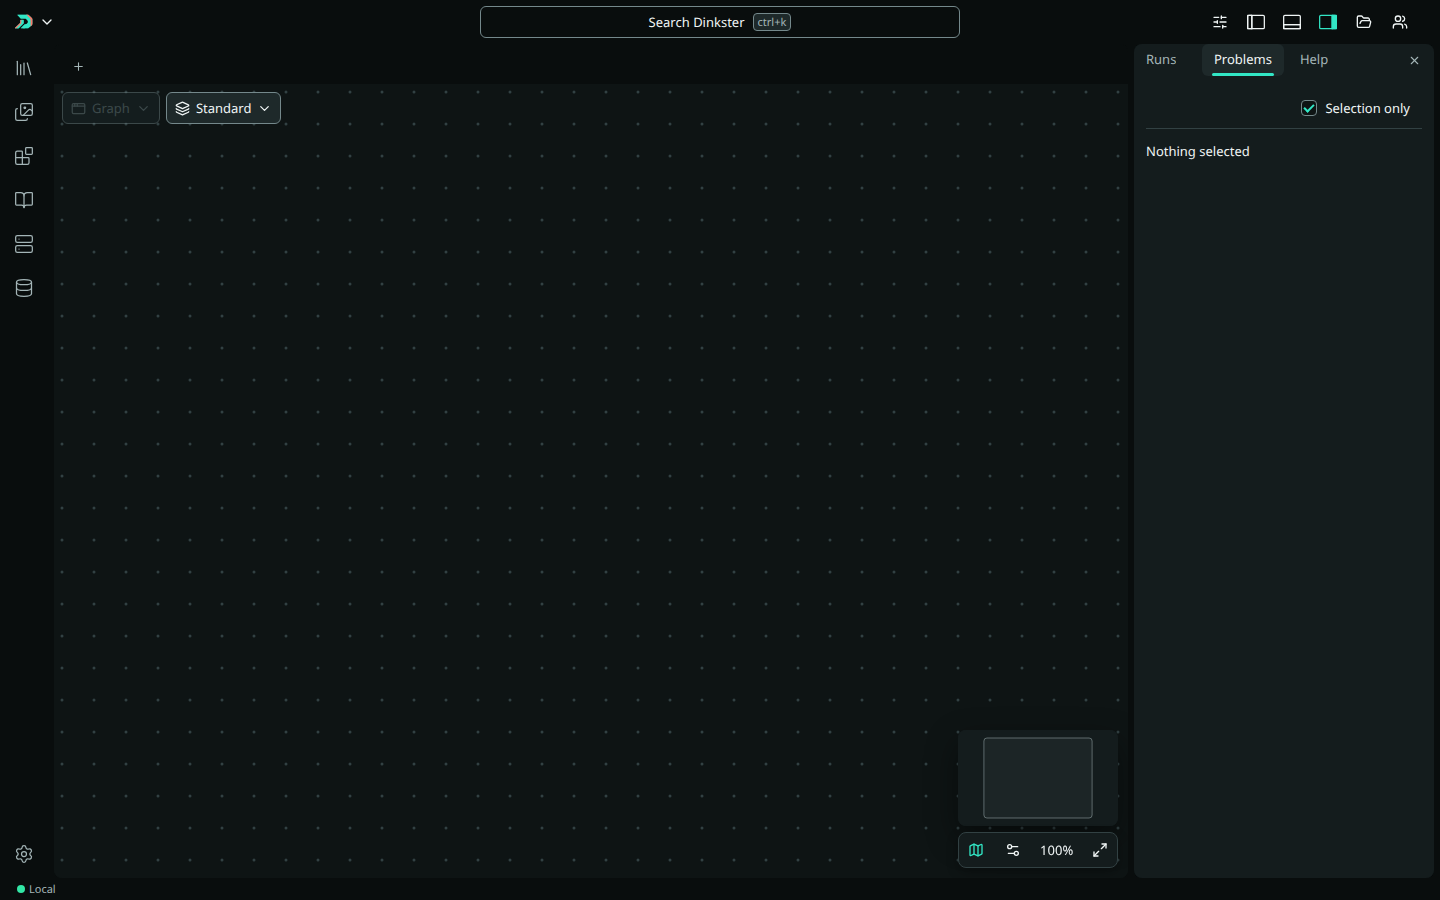 Search Dinkster ctrl+k
Runs Problems Help
Graph Standard
Selection only
Nothing selected
100%
Local